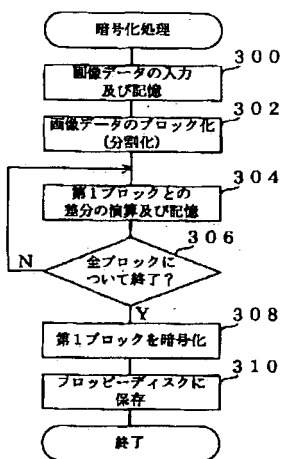 暗号化処理
300
画像データの入力
及び記憶
302
画像データのブロック化
(分割化)
304
第1ブロックとの
差分の演算及び記憶
306
全ブロックに
ついて終了?
N
Y
308
第1ブロックを暗号化
310
フロッピーディスクに
保存
終了